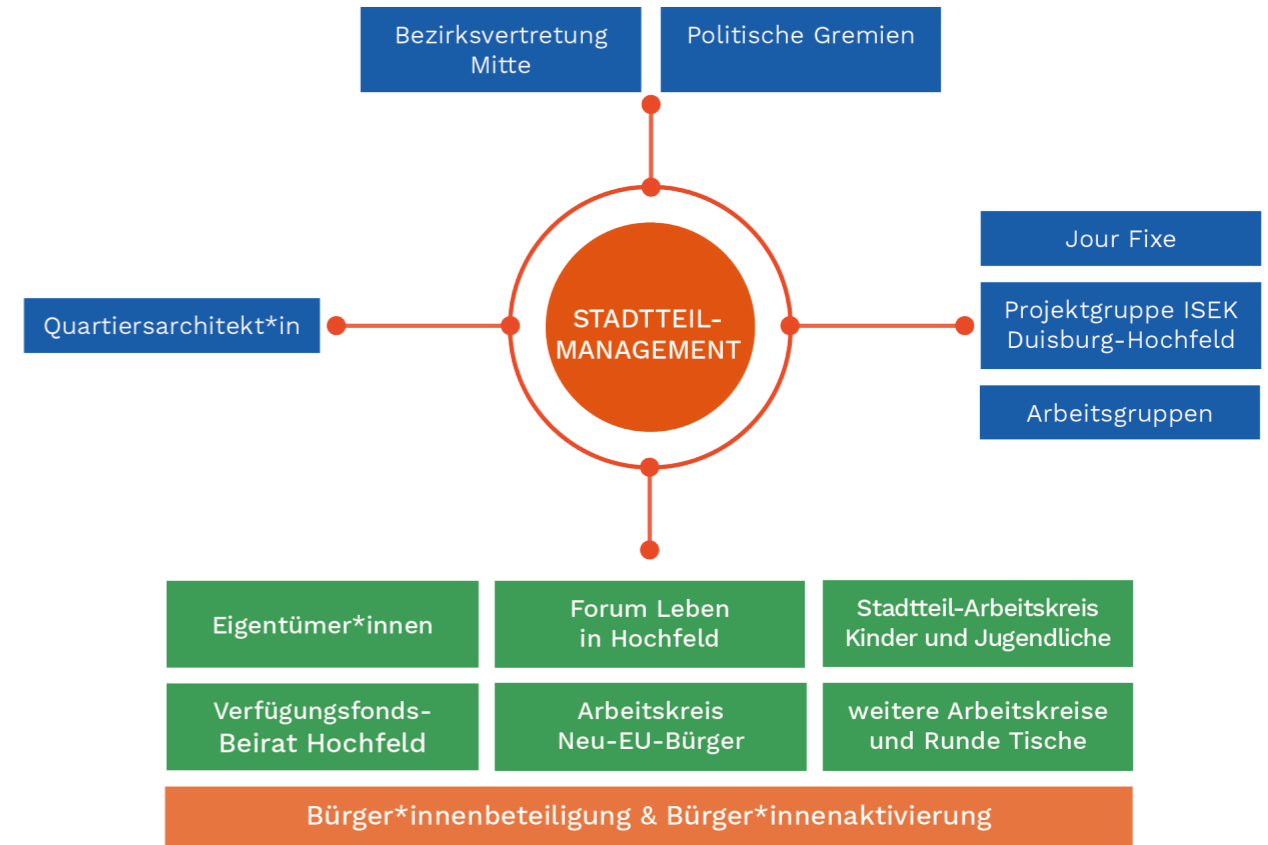 Bezirksvertretung
Mitte
Politische Gremien
Jour Fixe
Quartiersarchitekt*in
STADTTEIL-
MANAGEMENT
Projektgruppe ISEK
Duisburg-Hochfeld
Arbeitsgruppen
Eigentümer*innen
Forum Leben
in Hochfeld
Stadtteil-Arbeitskreis
Kinder und Jugendliche
Verfügungsfonds-
Beirat Hochfeld
Arbeitskreis
Neu-EU-Bürger
weitere Arbeitskreise
und Runde Tische
Bürger*innenbeteiligung & Bürger*innenaktivierung